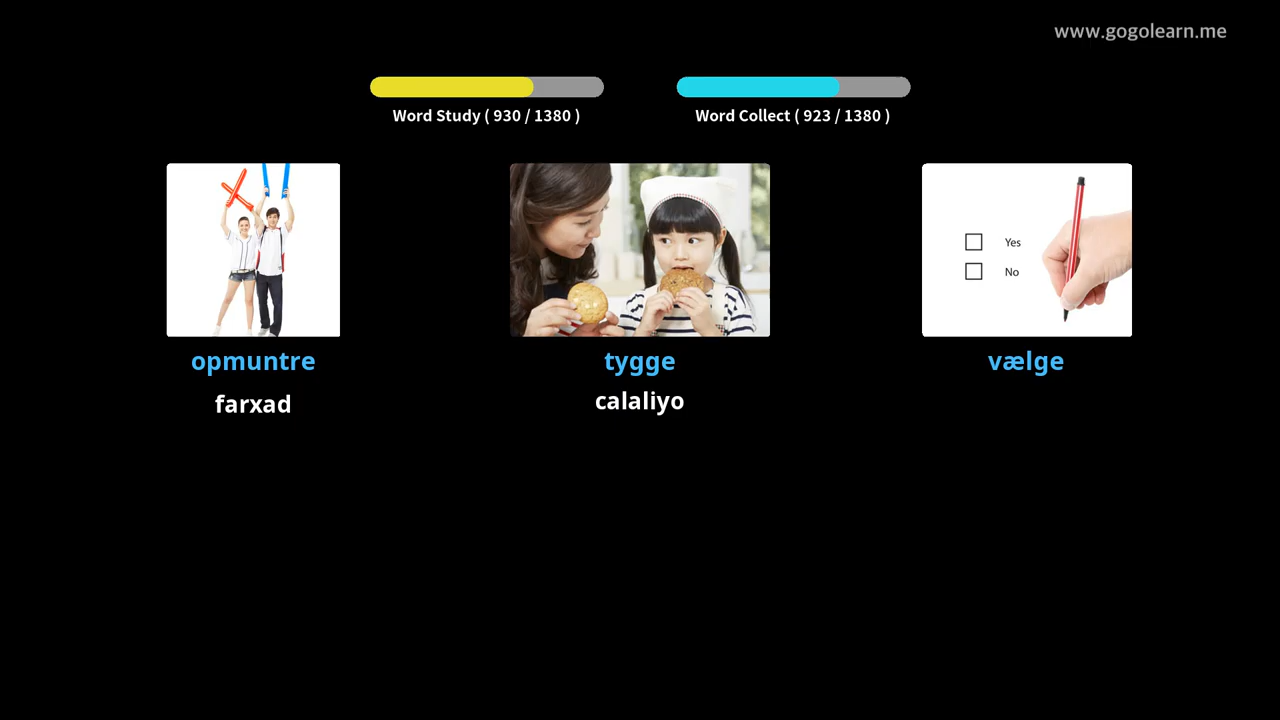 www.gogolearn.me
Word Study ( 930 / 1380 )
Word Collect ( 923 / 1380 )
Yes
No
opmuntre
tygge
vælge
farxad
calaliyo